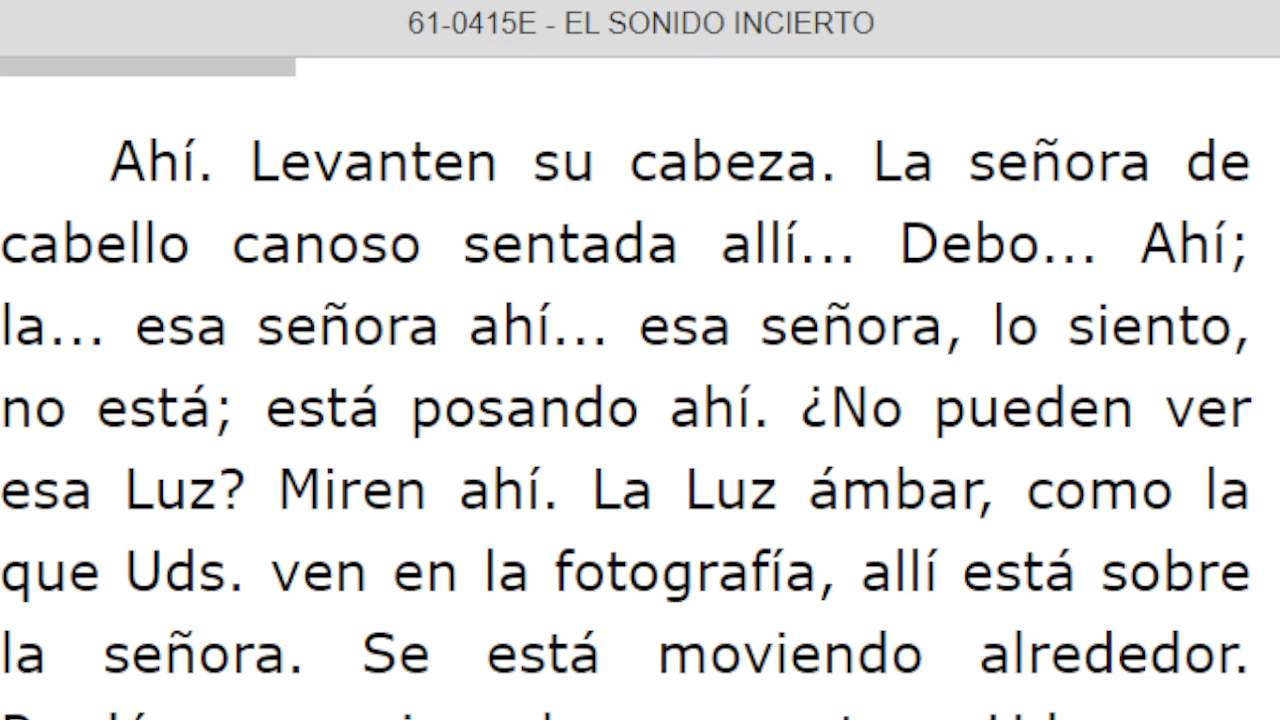 61-0415E - EL SONIDO INCIERTO
Ahí. Levanten su cabeza. La señora de
cabello canoso sentada allí... Debo... Ahí;
la... esa señora ahí... esa señora, lo siento,
no está; está posando ahí. ¿No pueden ver
esa Luz? Miren ahí. La Luz ámbar, como la
que Uds. ven en la fotografía, allí está sobre
la señora. Se está moviendo alrededor.